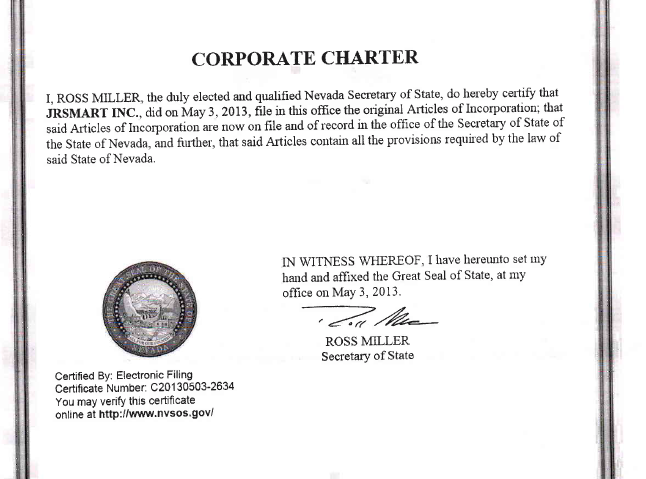 CORPORATE CHARTER
I, ROSS MILLER, the duly elected and qualified Nevada Secretary of State, do hereby certify that
JRSMART INC., did on May 3, 2013, file in this office the original Articles of Incorporation; that
said Articles of Incorporation are now on file and of record in the office of the Secretary of State of
the State of Nevada, and further, that said Articles contain all the provisions required by the law of
said State of Nevada.
IN WITNESS WHEREOF, I have hereunto set my
hand and affixed the Great Seal of State, at my
office on May 3, 2013.
ROSS MILLER
Secretary of State
THE GREAT SEAL OF THE STATE OF
NEVADA
Certified By: Electronic Filing
Certificate Number: C20130503-2634
You may verify this certificate
online at http://www.nvsos.gov/